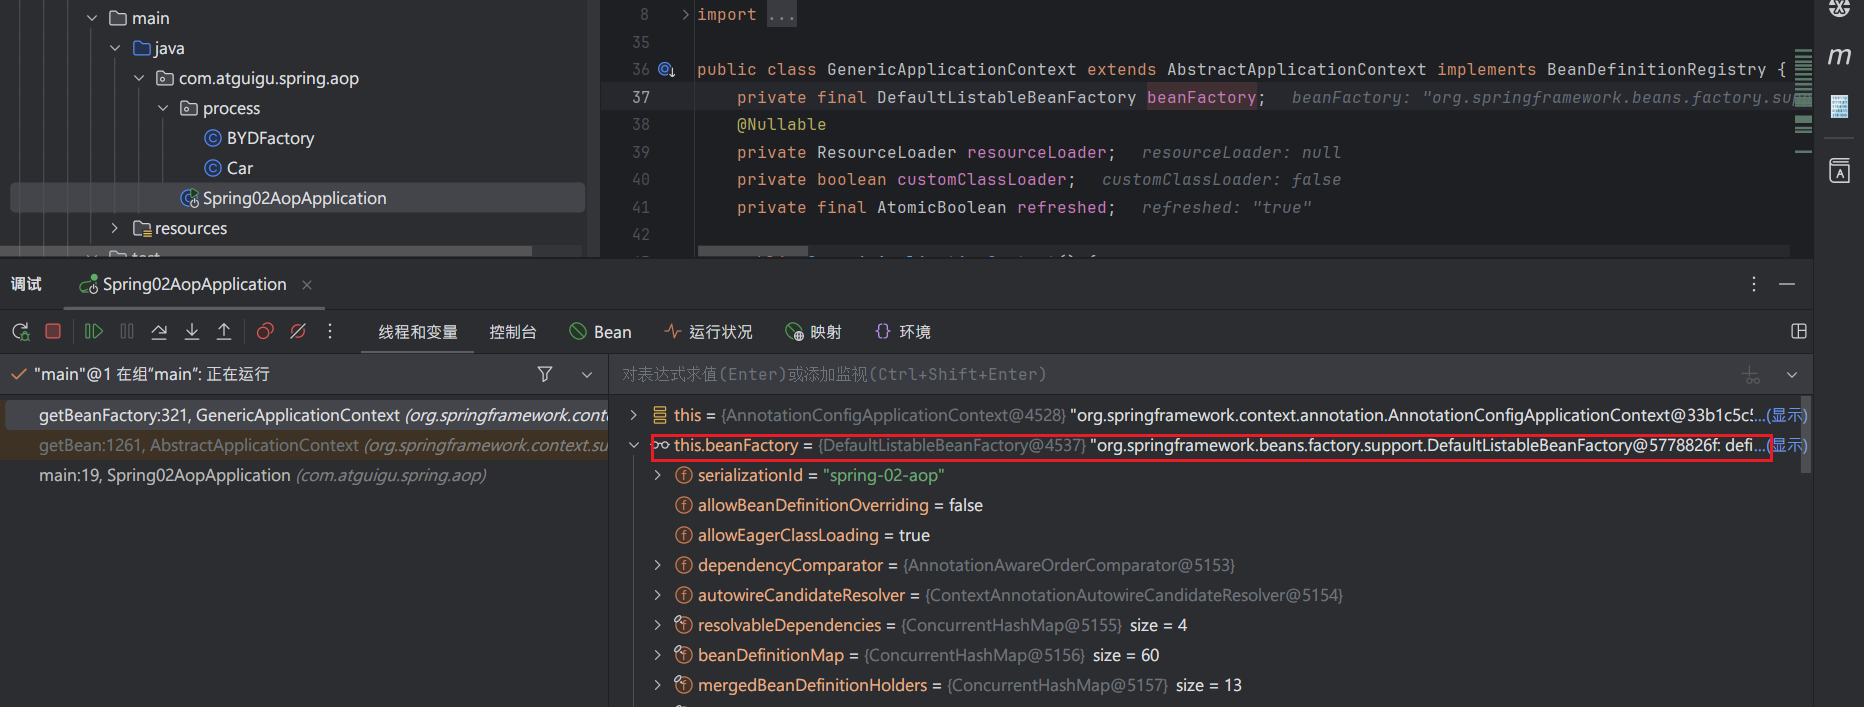 main
java
com.atguigu.spring.aop
process
BYDFactory
Car
Spring02AopApplication
resources
8 import ...
35
36 public class GenericApplicationContext extends AbstractApplicationContext implements BeanDefinitionRegistry {
37 private final DefaultListableBeanFactory beanFactory; beanFactory: "org.springframework.beans.factory.sup
38 @Nullable
39 private ResourceLoader resourceLoader; resourceLoader: null
40 private boolean customClassLoader; customClassLoader: false
41 private final AtomicBoolean refreshed; refreshed: "true"
42
m
A
调试 Spring02AopApplication
线程和变量 控制台 Bean 运行状况 映射 环境
"main"@1 在组“main”: 正在运行
getBeanFactory:321, GenericApplicationContext (org.springframework.conte
getBean:1261, AbstractApplicationContext (org.springframework.context.su
main:19, Spring02AopApplication (com.atguigu.spring.aop)
对表达式求值(Enter)或添加监视(Ctrl+Shift+Enter)
this = {AnnotationConfigApplicationContext@4528} "org.springframework.context.annotation.AnnotationConfigApplicationContext@33b1c5c5...(显示)
this.beanFactory = {DefaultListableBeanFactory@4537} "org.springframework.beans.factory.support.DefaultListableBeanFactory@5778826f: defi...(显示)
serializationId = "spring-02-aop"
allowBeanDefinitionOverriding = false
allowEagerClassLoading = true
dependencyComparator = {AnnotationAwareOrderComparator@5153}
autowireCandidateResolver = {ContextAnnotationAutowireCandidateResolver@5154}
resolvableDependencies = {ConcurrentHashMap@5155} size = 4
beanDefinitionMap = {ConcurrentHashMap@5156} size = 60
mergedBeanDefinitionHolders = {ConcurrentHashMap@5157} size = 13